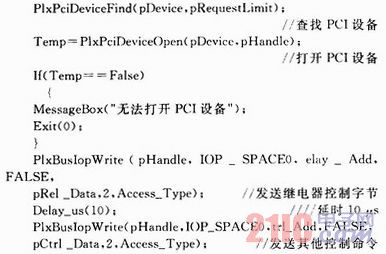 PlxPciDeviceFind(pDevice,pRequestLimit);
//查找 PCI 设备
Temp=PlxPciDeviceOpen(pDevice,pHandle);
//打开 PCI 设备
If(Temp==False)
{
MessageBox("无法打开 PCI 设备");
Exit(0);
}
PlxBusIopWrite ( pHandle, IOP _ SPACE0, elay _ Add,
FALSE,
pRel _Data,2,Access_Type); //发送继电器控制字节
Delay_us(10); ////延时 10 us
PlxBusIopWrite(pHandle,IOP_SPACE0,trl_Add,FALSE,
pCtrl _Data,2,Access_Type); //发送其他控制命令